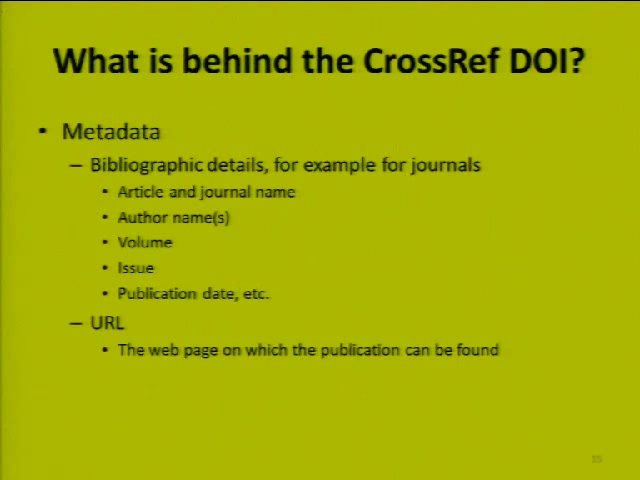 What is behind the CrossRef DOI?
• Metadata
– Bibliographic details, for example for journals
• Article and journal name
• Author name(s)
• Volume
• Issue
• Publication date, etc.
– URL
• The web page on which the publication can be found
15